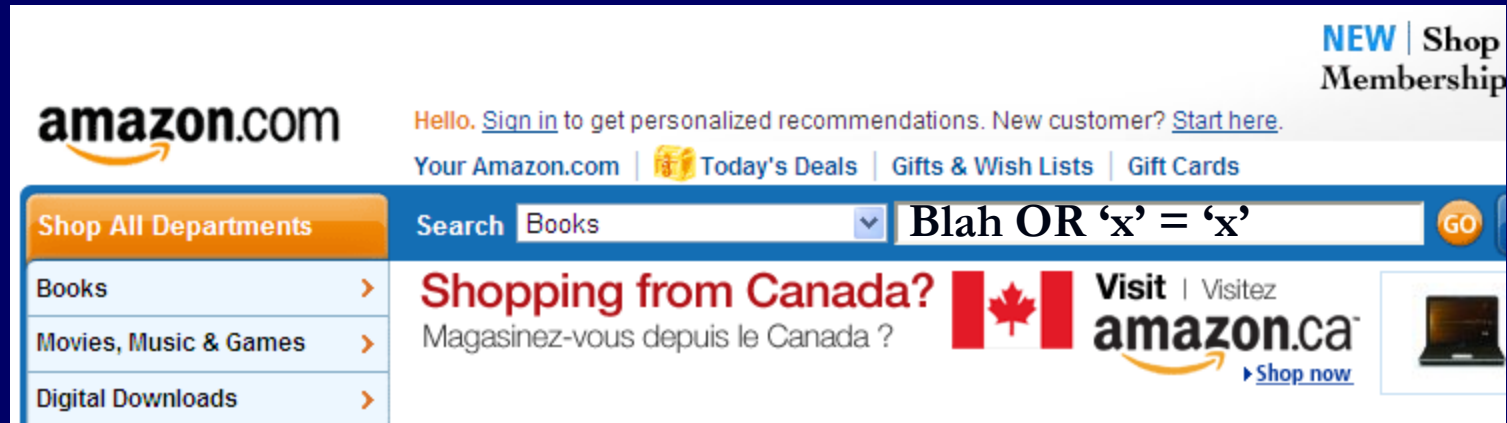 NEW | Shop
Membership
amazon.com
Hello. Sign in to get personalized recommendations. New customer? Start here.
Your Amazon.com | Today's Deals | Gifts & Wish Lists | Gift Cards
Shop All Departments
Search Books Blah OR ‘x’ = ‘x’ GO
Books
Movies, Music & Games
Digital Downloads
Shopping from Canada?
Magasinez-vous depuis le Canada ?
Visit | Visitez
amazon.ca
Shop now